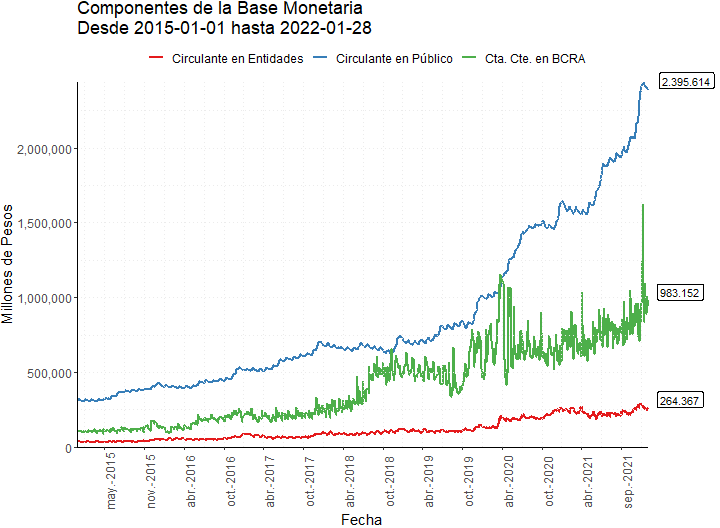 Componentes de la Base Monetaria
Desde 2015-01-01 hasta 2022-01-28
Circulante en Entidades Circulante en Público Cta. Cte. en BCRA
2.395.614
2,000,000
1,500,000
1,000,000
983.152
500,000
264.367
0
Millones de Pesos
may.-2015 nov.-2015 abr.-2016 oct.-2016 abr.-2017 oct.-2017 abr.-2018 oct.-2018 abr.-2019 oct.-2019 abr.-2020 oct.-2020 abr.-2021 sep.-2021
Fecha